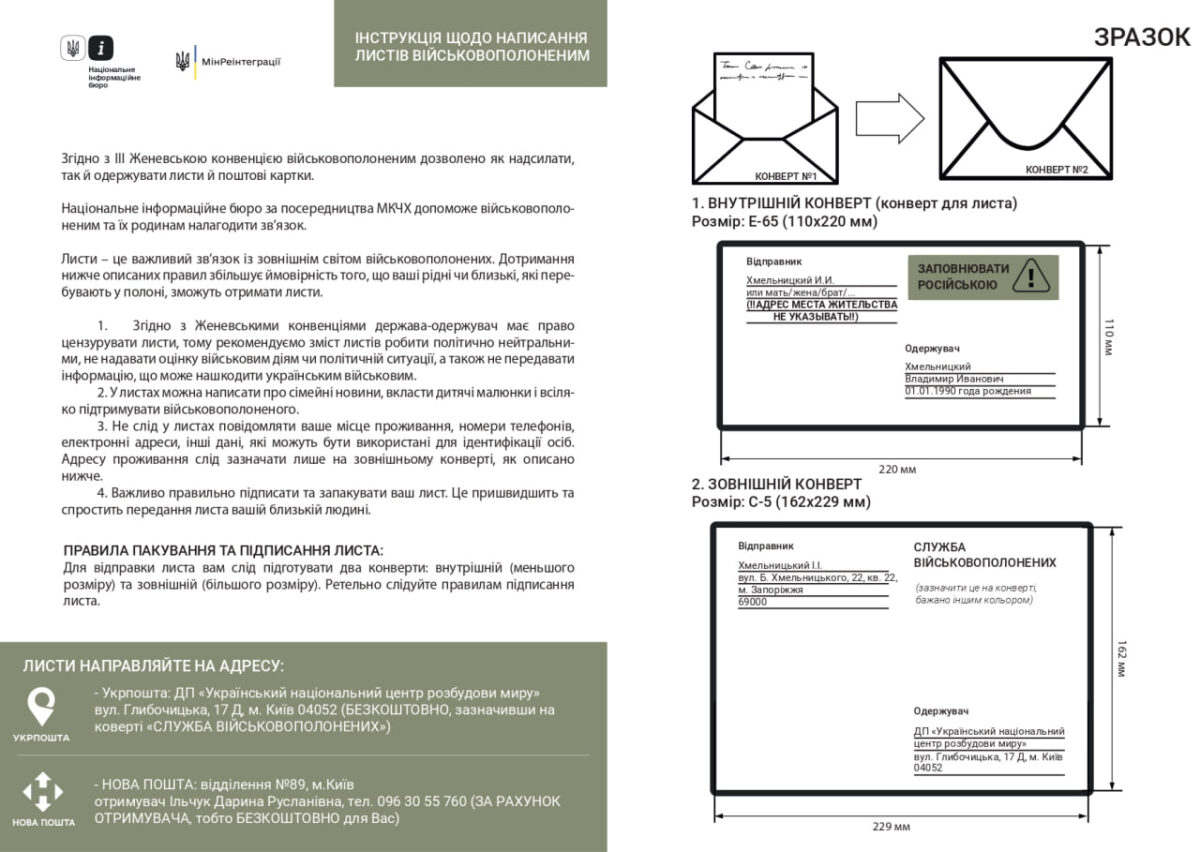 Національне
інформаційне
бюро
МінРеінтеграції
ІНСТРУКЦІЯ ЩОДО НАПИСАННЯ
ЛИСТІВ ВІЙСЬКОВОПОЛОНЕНИМ
Згідно з III Женевською конвенцією військовополоненим дозволено як надсилати,
так й одержувати листи й поштові картки.
Національне інформаційне бюро за посередництва МКЧХ допоможе військовополо-
неним та їх родинам налагодити зв'язок.
Листи – це важливий зв'язок із зовнішнім світом військовополонених. Дотримання
нижче описаних правил збільшує ймовірність того, що ваші рідні чи близькі, які пере-
бувають у полоні, зможуть отримати листи.
1. Згідно з Женевськими конвенціями держава-одержувач має право
цензурувати листи, тому рекомендуємо зміст листів робити політично нейтральни-
ми, не надавати оцінку військовим діям чи політичній ситуації, а також не передавати
інформацію, що може нашкодити українським військовим.
2. У листах можна написати про сімейні новини, вкласти дитячі малюнки і всіля-
ко підтримувати військовополоненого.
3. Не слід у листах повідомляти ваше місце проживання, номери телефонів,
електронні адреси, інші дані, які можуть бути використані для ідентифікації осіб.
Адресу проживання слід зазначати лише на зовнішньому конверті, як описано
нижче.
4. Важливо правильно підписати та запакувати ваш лист. Це пришвидшить та
спростить передання листа вашій близькій людині.
ПРАВИЛА ПАКУВАННЯ ТА ПІДПИСАННЯ ЛИСТА:
Для відправки листа вам слід підготувати два конверти: внутрішній (меньшого
розміру) та зовнішній (більшого розміру). Ретельно слідуйте правилам підписання
листа.
ЛИСТИ НАПРАВЛЯЙТЕ НА АДРЕСУ:
УКРПОШТА
- Укрпошта: ДП «Український національний центр розбудови миру»
вул. Глибочицька, 17 Д, м. Київ 04052 (БЕЗКОШТОВНО, зазначивши на
коверті «СЛУЖБА ВІЙСЬКОВОПОЛОНЕНИХ»)
НОВА ПОШТА
- НОВА ПОШТА: відділення №89, м.Київ
отримувач Ільчук Дарина Русланівна, тел. 096 30 55 760 (ЗА РАХУНОК
ОТРИМУВАЧА, тобто БЕЗКОШТОВНО для Вас)
ЗРАЗОК
КОНВЕРТ №1
КОНВЕРТ №2
1. ВНУТРІШНІЙ КОНВЕРТ (конверт для листа)
Розмір: Е-65 (110х220 мм)
Відправник
Хмельницкий И.И.
или мать/жена/брат/...
(!!АДРЕС МЕСТА ЖИТЕЛЬСТВА
НЕ УКАЗЫВАТЬ!!)
ЗАПОВНЮВАТИ
РОСІЙСЬКОЮ
Одержувач
Хмельницкий
Владимир Иванович
01.01.1990 года рождения
110 мм
220 мм
2. ЗОВНІШНІЙ КОНВЕРТ
Розмір: С-5 (162х229 мм)
Відправник
Хмельницький І.І.
вул. Б. Хмельницького, 22, кв. 22,
м. Запоріжжя
69000
СЛУЖБА
ВІЙСЬКОВОПОЛОНЕНИХ
(зазначити це на конверті,
бажано іншим кольором)
Одержувач
ДП «Український національний
центр розбудови миру»
вул. Глибочицька, 17 Д, м. Київ
04052
162 мм
229 мм